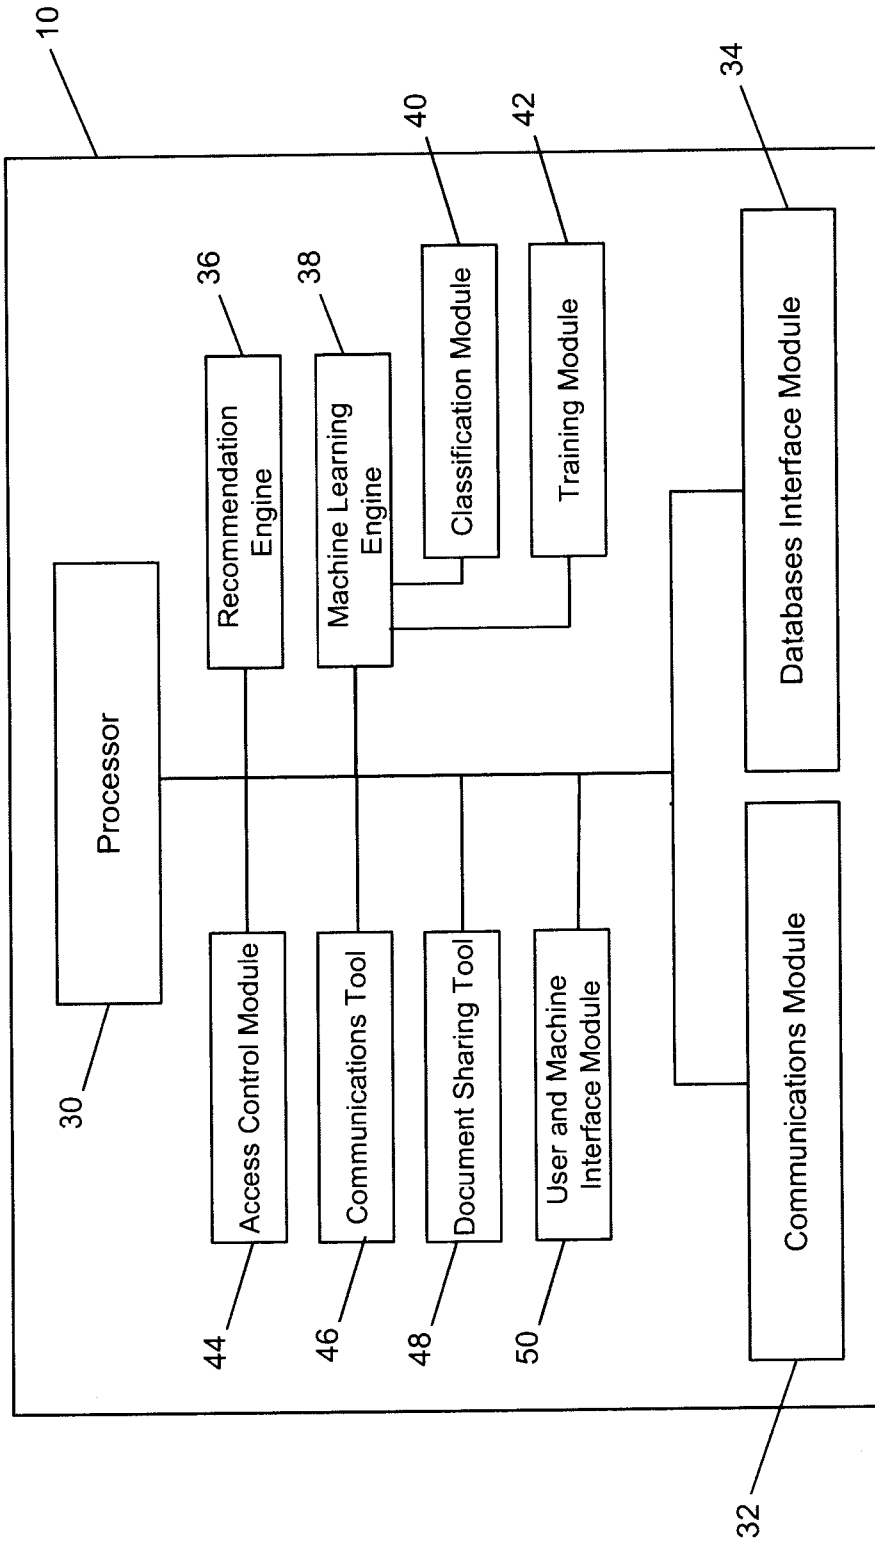 10
Processor
30
Access Control Module
44
Recommendation
Engine
36
Communications Tool
46
Machine Learning
Engine
38
Document Sharing Tool
48
Classification Module
40
User and Machine
Interface Module
50
Training Module
42
Communications Module
32
Databases Interface Module
34